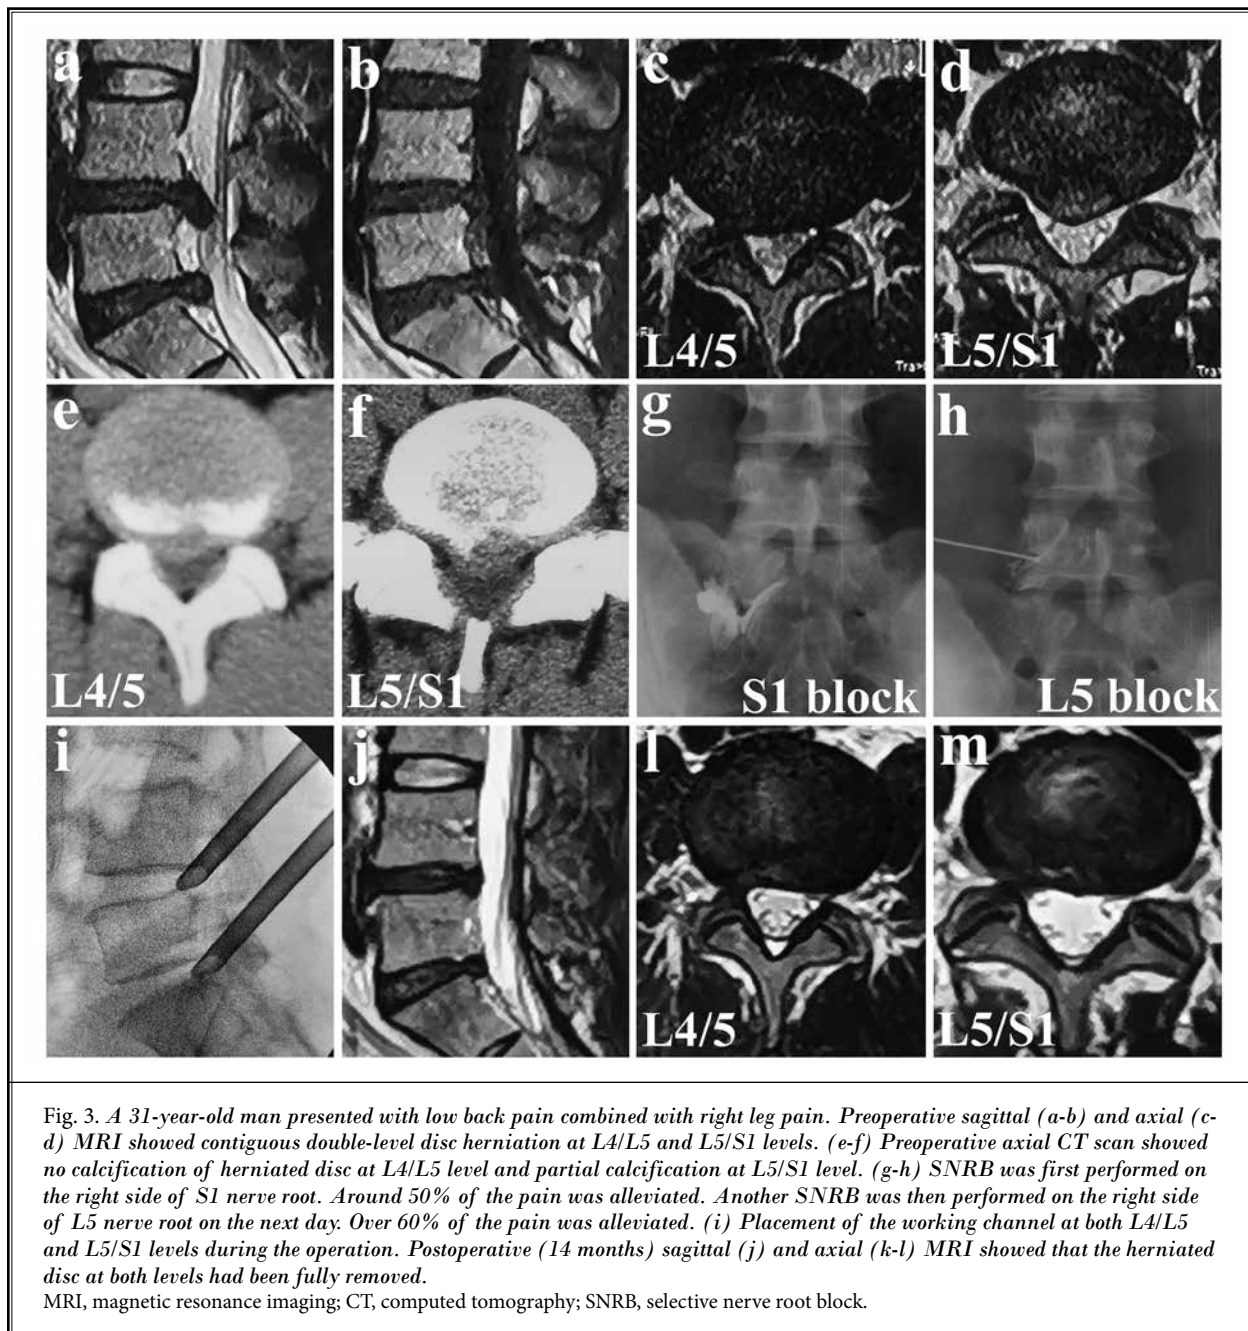 a
b
c
d
L4/5
L5/S1
e
f
g
h
L4/5
L5/S1
S1 block
L5 block
i
j
l
m
L4/5
L5/S1
Fig. 3. A 31-year-old man presented with low back pain combined with right leg pain. Preoperative sagittal (a-b) and axial (c-
d) MRI showed contiguous double-level disc herniation at L4/L5 and L5/S1 levels. (e-f) Preoperative axial CT scan showed
no calcification of herniated disc at L4/L5 level and partial calcification at L5/S1 level. (g-h) SNRB was first performed on
the right side of S1 nerve root. Around 50% of the pain was alleviated. Another SNRB was then performed on the right side
of L5 nerve root on the next day. Over 60% of the pain was alleviated. (i) Placement of the working channel at both L4/L5
and L5/S1 levels during the operation. Postoperative (14 months) sagittal (j) and axial (k-l) MRI showed that the herniated
disc at both levels had been fully removed.
MRI, magnetic resonance imaging; CT, computed tomography; SNRB, selective nerve root block.